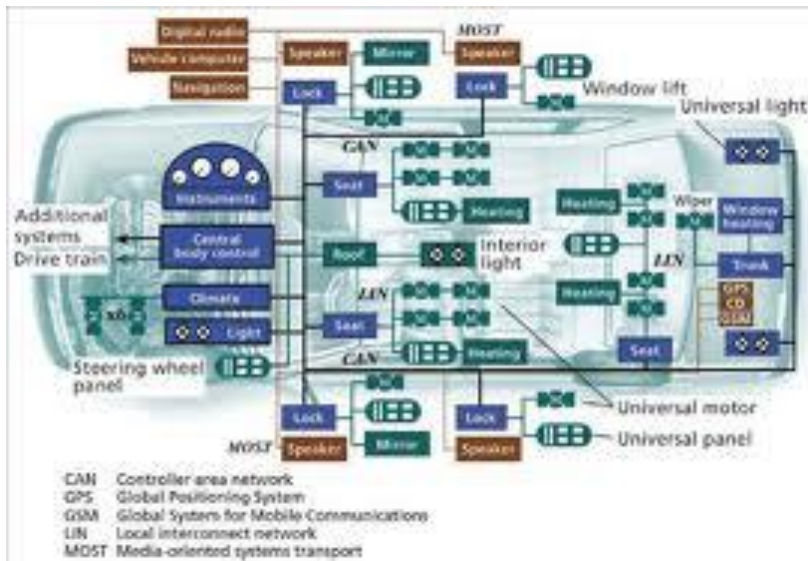 Digital radio
MOST
Vehicle computer
Speaker
Mirror
Speaker
Navigation
Lock
Lock
Window lift
M
M
Universal light
CAN
Instruments
Seat
Heating
Heating
Wiper
Window
heating
Additional
systems
Central
body control
Roof
Interior
light
LIN
Trunk
Drive train
LIN
Heating
GPS
CD
GSM
Climate
x6
Light
Seat
Heating
Seat
Steering wheel
panel
CAN
Lock
Lock
Universal motor
MOST
Speaker
Mirror
Speaker
Universal panel
CAN Controller area network
GPS Global Positioning System
GSM Global System for Mobile Communications
LIN Local interconnect network
MOST Media-oriented systems transport